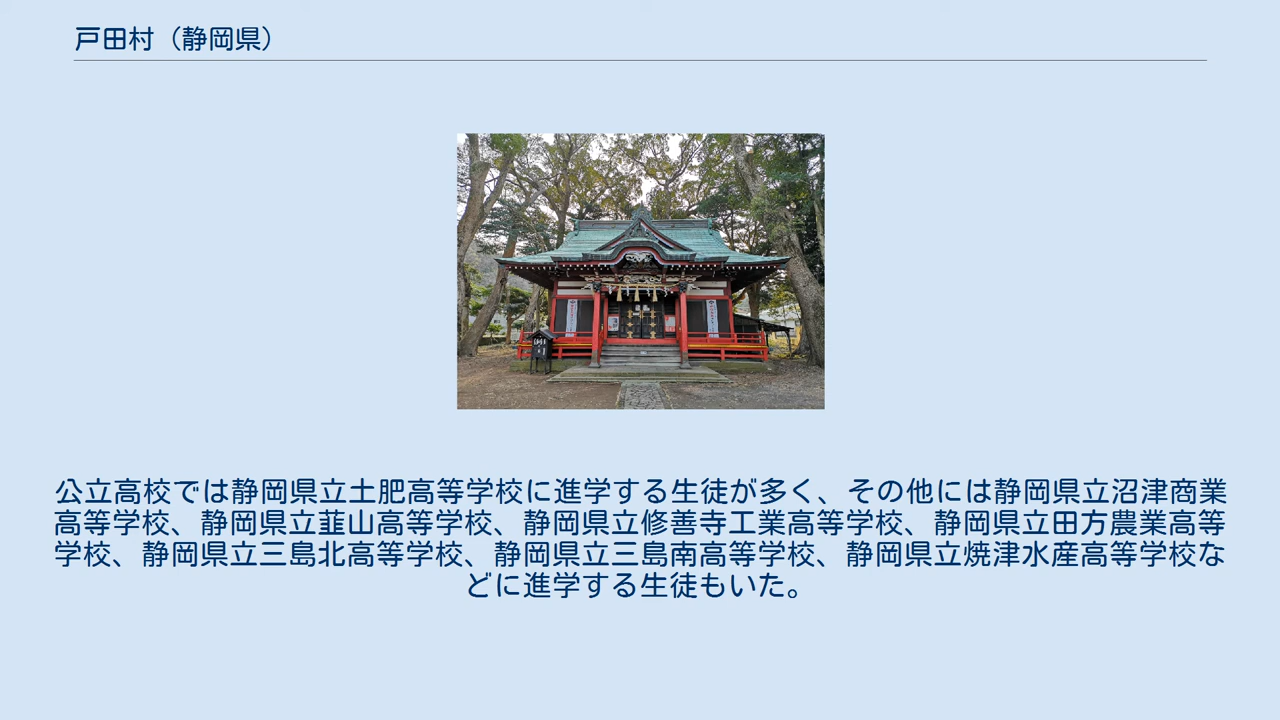 戸田村（静岡県）
公立高校では静岡県立土肥高等学校に進学する生徒が多く、その他には静岡県立沼津商業
高等学校、静岡県立韮山高等学校、静岡県立修善寺工業高等学校、静岡県立田方農業高等
学校、静岡県立三島北高等学校、静岡県立三島南高等学校、静岡県立焼津水産高等学校な
どに進学する生徒もいた。